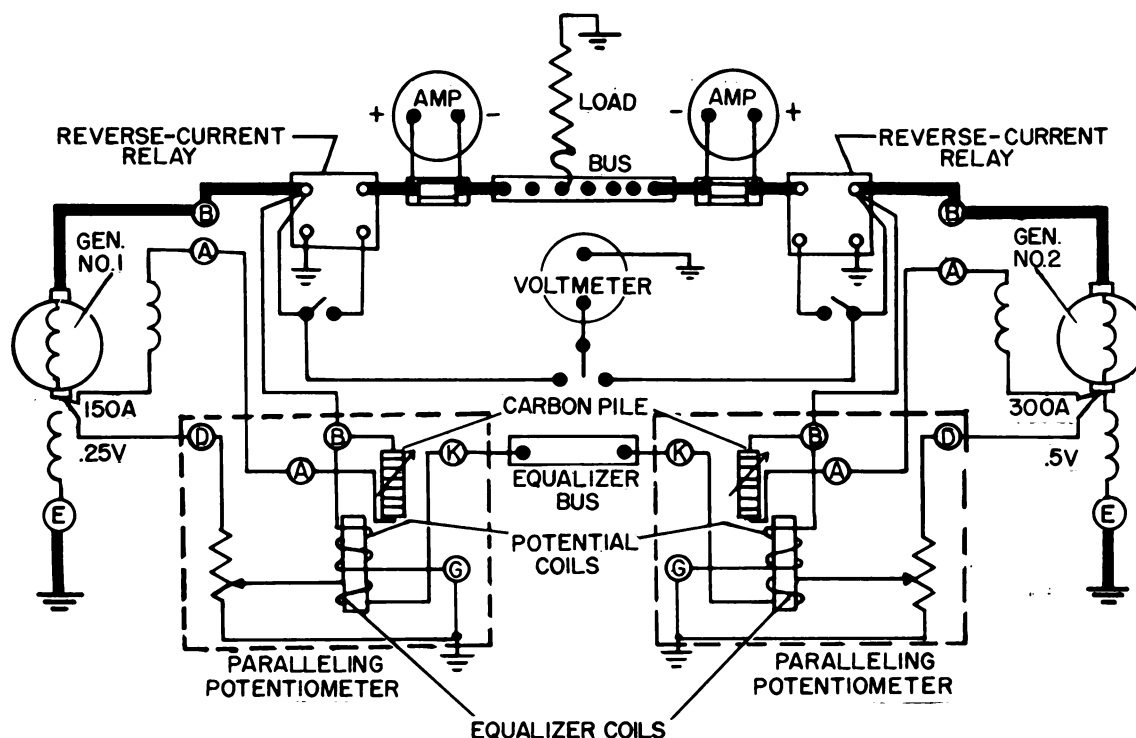 LOAD
+ AMP -
- AMP +
REVERSE-CURRENT
RELAY
REVERSE-CURRENT
RELAY
BUS
B
B
GEN.
NO.1
A
GEN.
NO.2
A
VOLTMETER
150A
.25V
300A
.5V
CARBON PILE
D
B
K
A
EQUALIZER
BUS
K
B
D
A
E
E
POTENTIAL
COILS
G
G
PARALLELING
POTENTIOMETER
PARALLELING
POTENTIOMETER
EQUALIZER COILS